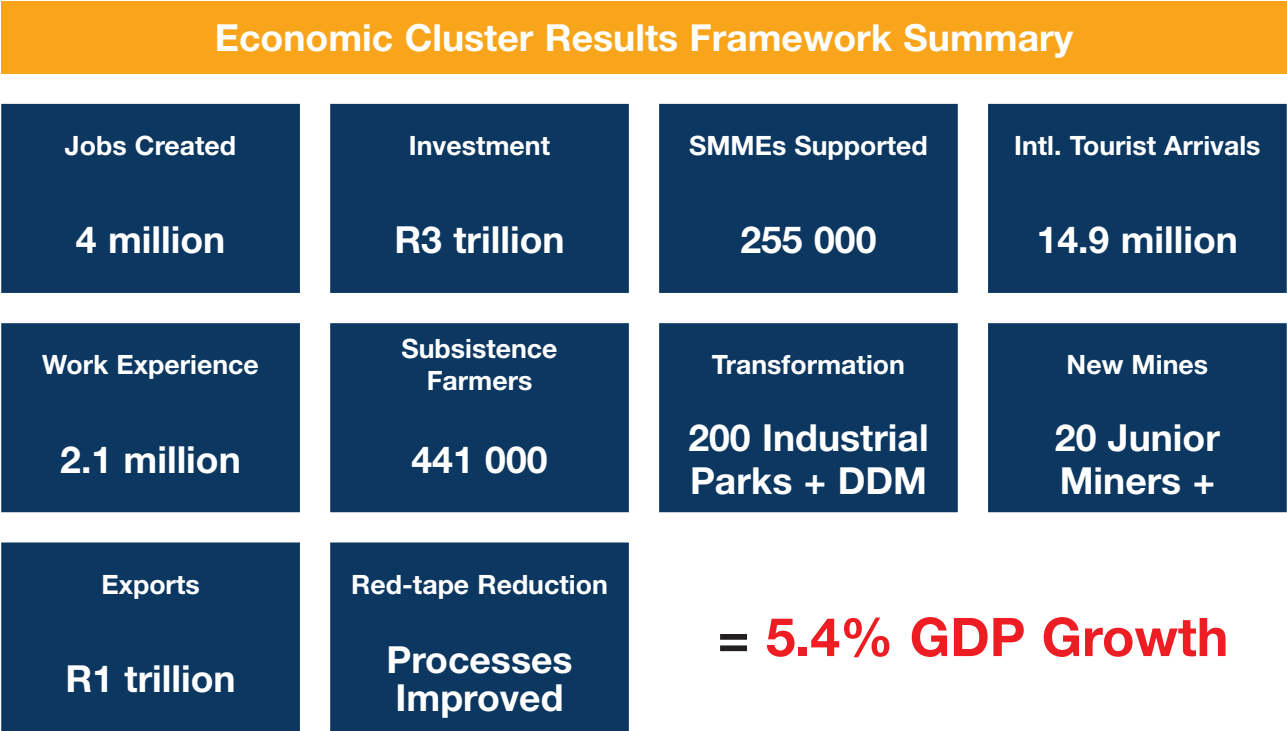 Economic Cluster Results Framework Summary
Jobs Created
4 million
Investment
R3 trillion
SMMEs Supported
255 000
Intl. Tourist Arrivals
14.9 million
Work Experience
2.1 million
Subsistence
Farmers
441 000
Transformation
200 Industrial
Parks + DDM
New Mines
20 Junior
Miners +
Exports
R1 trillion
Red-tape Reduction
Processes
Improved
= 5.4% GDP Growth